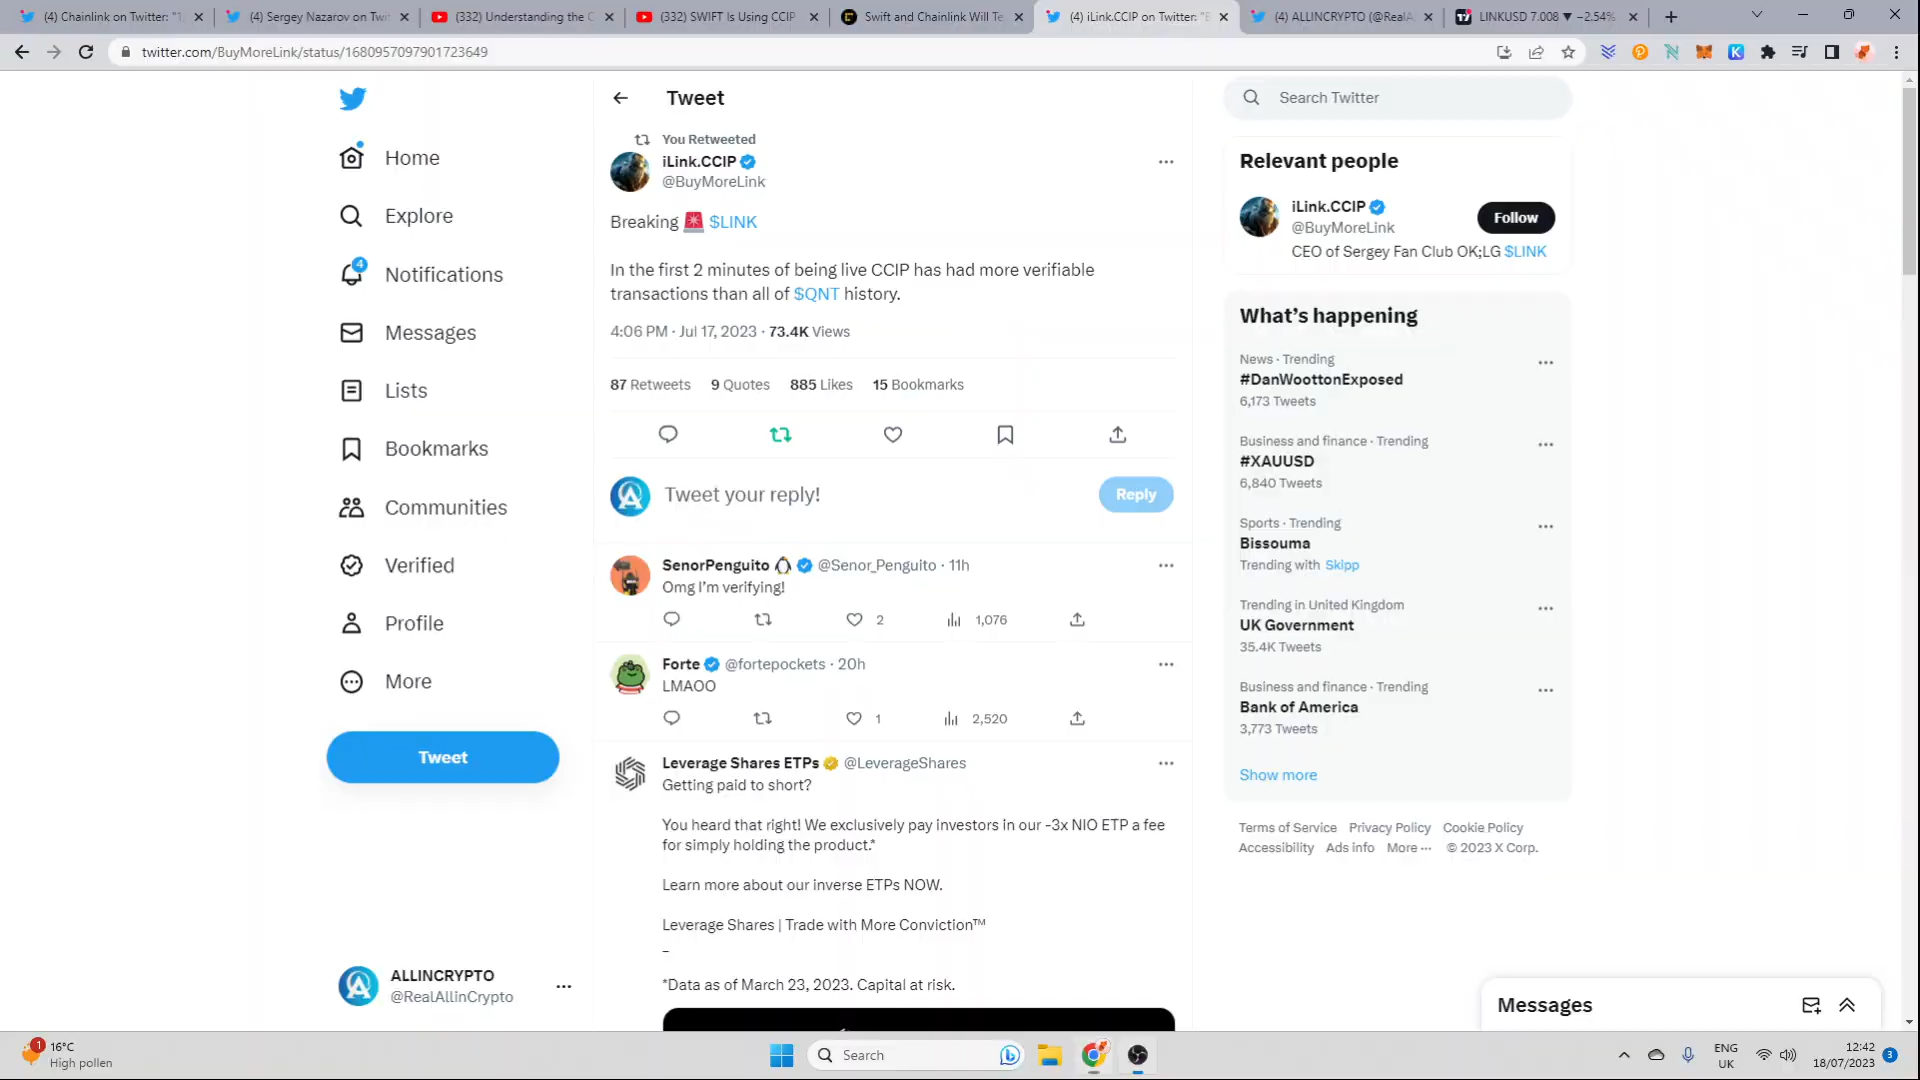 (4) Chainlink on Twitter: "1
(4) Sergey Nazarov on Twi
(332) Understanding the C
(332) SWIFT Is Using CCIP
Swift and Chainlink Will Te
(4) iLink.CCIP on Twitter: "B
(4) ALLINCRYPTO (@RealA
LINKUSD 7.008 ▼ −2.54%
twitter.com/BuyMoreLink/status/1680957097901723649
Home
Explore
4
Notifications
Messages
Lists
Bookmarks
Communities
Verified
Profile
More
Tweet
ALLINCRYPTO
@RealAllinCrypto
Tweet
You Retweeted
iLink.CCIP
@BuyMoreLink
Breaking 🚨 $LINK
In the first 2 minutes of being live CCIP has had more verifiable
transactions than all of $QNT history.
4:06 PM · Jul 17, 2023 · 73.4K Views
87 Retweets 9 Quotes 885 Likes 15 Bookmarks
Tweet your reply!
Reply
SenorPenguito 🐧 @Senor_Penguito · 11h
Omg I'm verifying!
2 1,076
Forte @fortepockets · 20h
LMAOO
1 2,520
Leverage Shares ETPs @LeverageShares
Getting paid to short?
You heard that right! We exclusively pay investors in our -3x NIO ETP a fee
for simply holding the product.*
Learn more about our inverse ETPs NOW.
Leverage Shares | Trade with More Conviction™
–
*Data as of March 23, 2023. Capital at risk.
Search Twitter
Relevant people
iLink.CCIP
@BuyMoreLink
Follow
CEO of Sergey Fan Club OK;LG $LINK
What's happening
News · Trending
#DanWoottonExposed
6,173 Tweets
Business and finance · Trending
#XAUUSD
6,840 Tweets
Sports · Trending
Bissouma
Trending with Skipp
Trending in United Kingdom
UK Government
35.4K Tweets
Business and finance · Trending
Bank of America
3,773 Tweets
Show more
Terms of Service Privacy Policy Cookie Policy
Accessibility Ads info More ··· © 2023 X Corp.
Messages
1
16°C
High pollen
Search
ENG
UK
12:42
18/07/2023
3